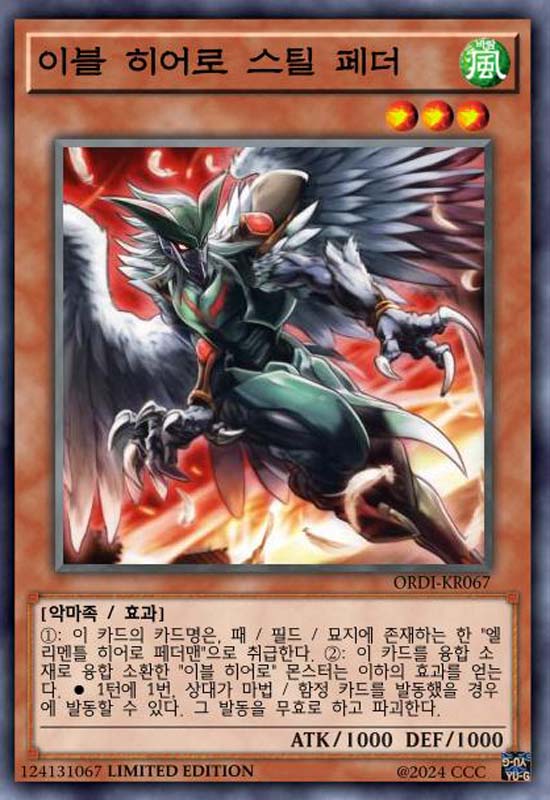 이블 히어로 스틸 페더
바람
風
ORDI-KR067
[악마족 / 효과]
①: 이 카드의 카드명은, 패 / 필드 / 묘지에 존재하는 한 "엘
리멘틀 히어로 페더맨"으로 취급한다. ②: 이 카드를 융합 소
재로 융합 소환한 "이블 히어로" 몬스터는 이하의 효과를 얻는
다. ● 1턴에 1번, 상대가 마법 / 함정 카드를 발동했을 경우
에 발동할 수 있다. 그 발동을 무효로 하고 파괴한다.
ATK/1000 DEF/1000
124131067 LIMITED EDITION
@2024 CCC